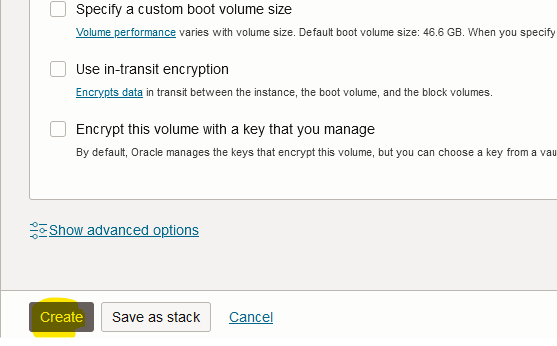 Specify a custom boot volume size
Volume performance varies with volume size. Default boot volume size: 46.6 GB. When you specify
Use in-transit encryption
Encrypts data in transit between the instance, the boot volume, and the block volumes.
Encrypt this volume with a key that you manage
By default, Oracle manages the keys that encrypt this volume, but you can choose a key from a vau
Show advanced options
Create Save as stack Cancel